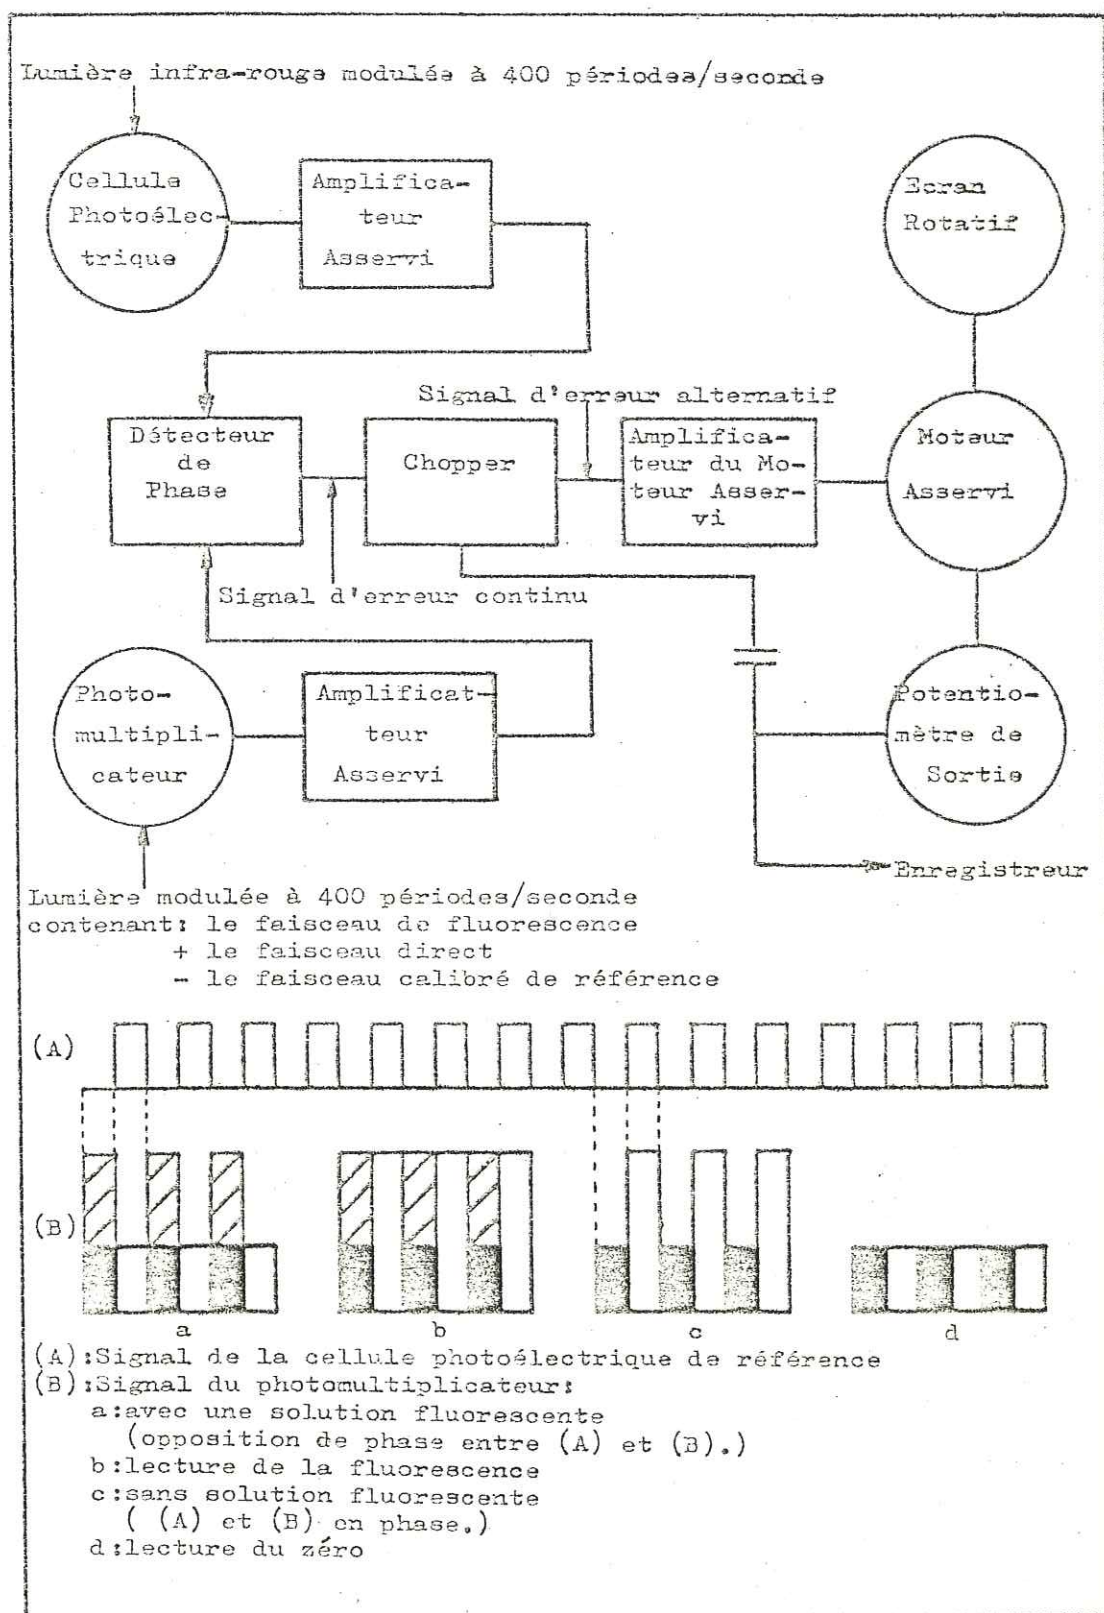 Lumière infra-rouge modulée à 400 périodes/seconde
Cellule
Photoélec-
trique
Amplifica-
teur
Asservi
Ecran
Rotatif
Signal d'erreur alternatif
Détecteur
de
Phase
Chopper
Amplifica-
teur du Mo-
teur Asser-
vi
Moteur
Asservi
Signal d'erreur continu
Photo-
multipli-
cateur
Amplificat-
teur
Asservi
Potentio-
mètre de
Sortie
Enregistreur
Lumière modulée à 400 périodes/seconde
contenant: le faisceau de fluorescence
+ le faisceau direct
- le faisceau calibré de référence
(A)
(B)
a
b
c
d
(A):Signal de la cellule photoélectrique de référence
(B):Signal du photomultiplicateur:
a:avec une solution fluorescente
(opposition de phase entre (A) et (B).)
b:lecture de la fluorescence
c:sans solution fluorescente
( (A) et (B) en phase.)
d:lecture du zéro